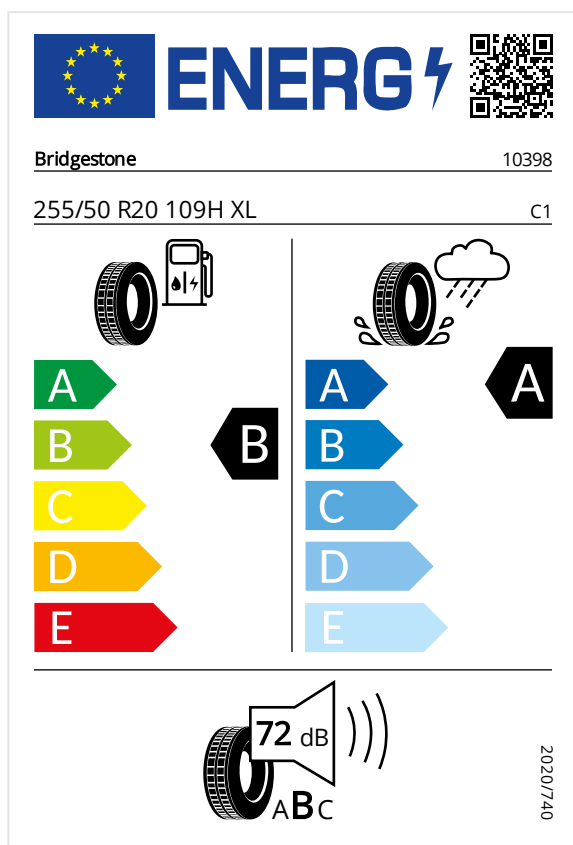 ENERG
Bridgestone 10398
255/50 R20 109H XL C1
A A A
B B B
C C
D D
E E
72 dB
ABC
2020/740